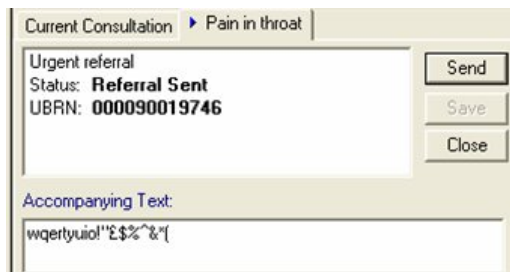 Current Consultation Pain in throat
Urgent referral
Status: Referral Sent
UBRN: 000090019746
Send
Save
Close
Accompanying Text:
wqertyuio!"£$%^&*(